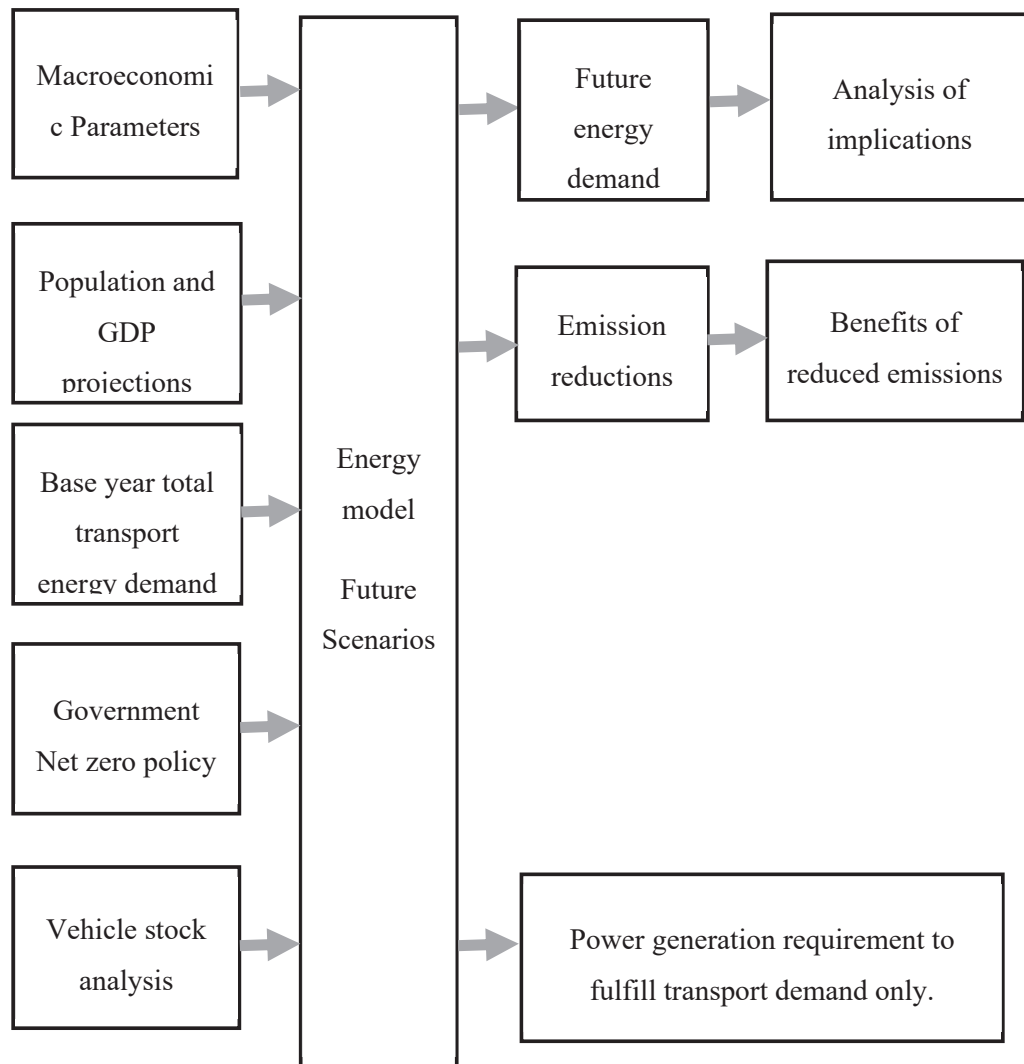 Macroeconomi
c Parameters
Population and
GDP
projections
Base year total
transport
energy demand
Government
Net zero policy
Vehicle stock
analysis
Energy
model
Future
Scenarios
Future
energy
demand
Analysis of
implications
Emission
reductions
Benefits of
reduced emissions
Power generation requirement to
fulfill transport demand only.